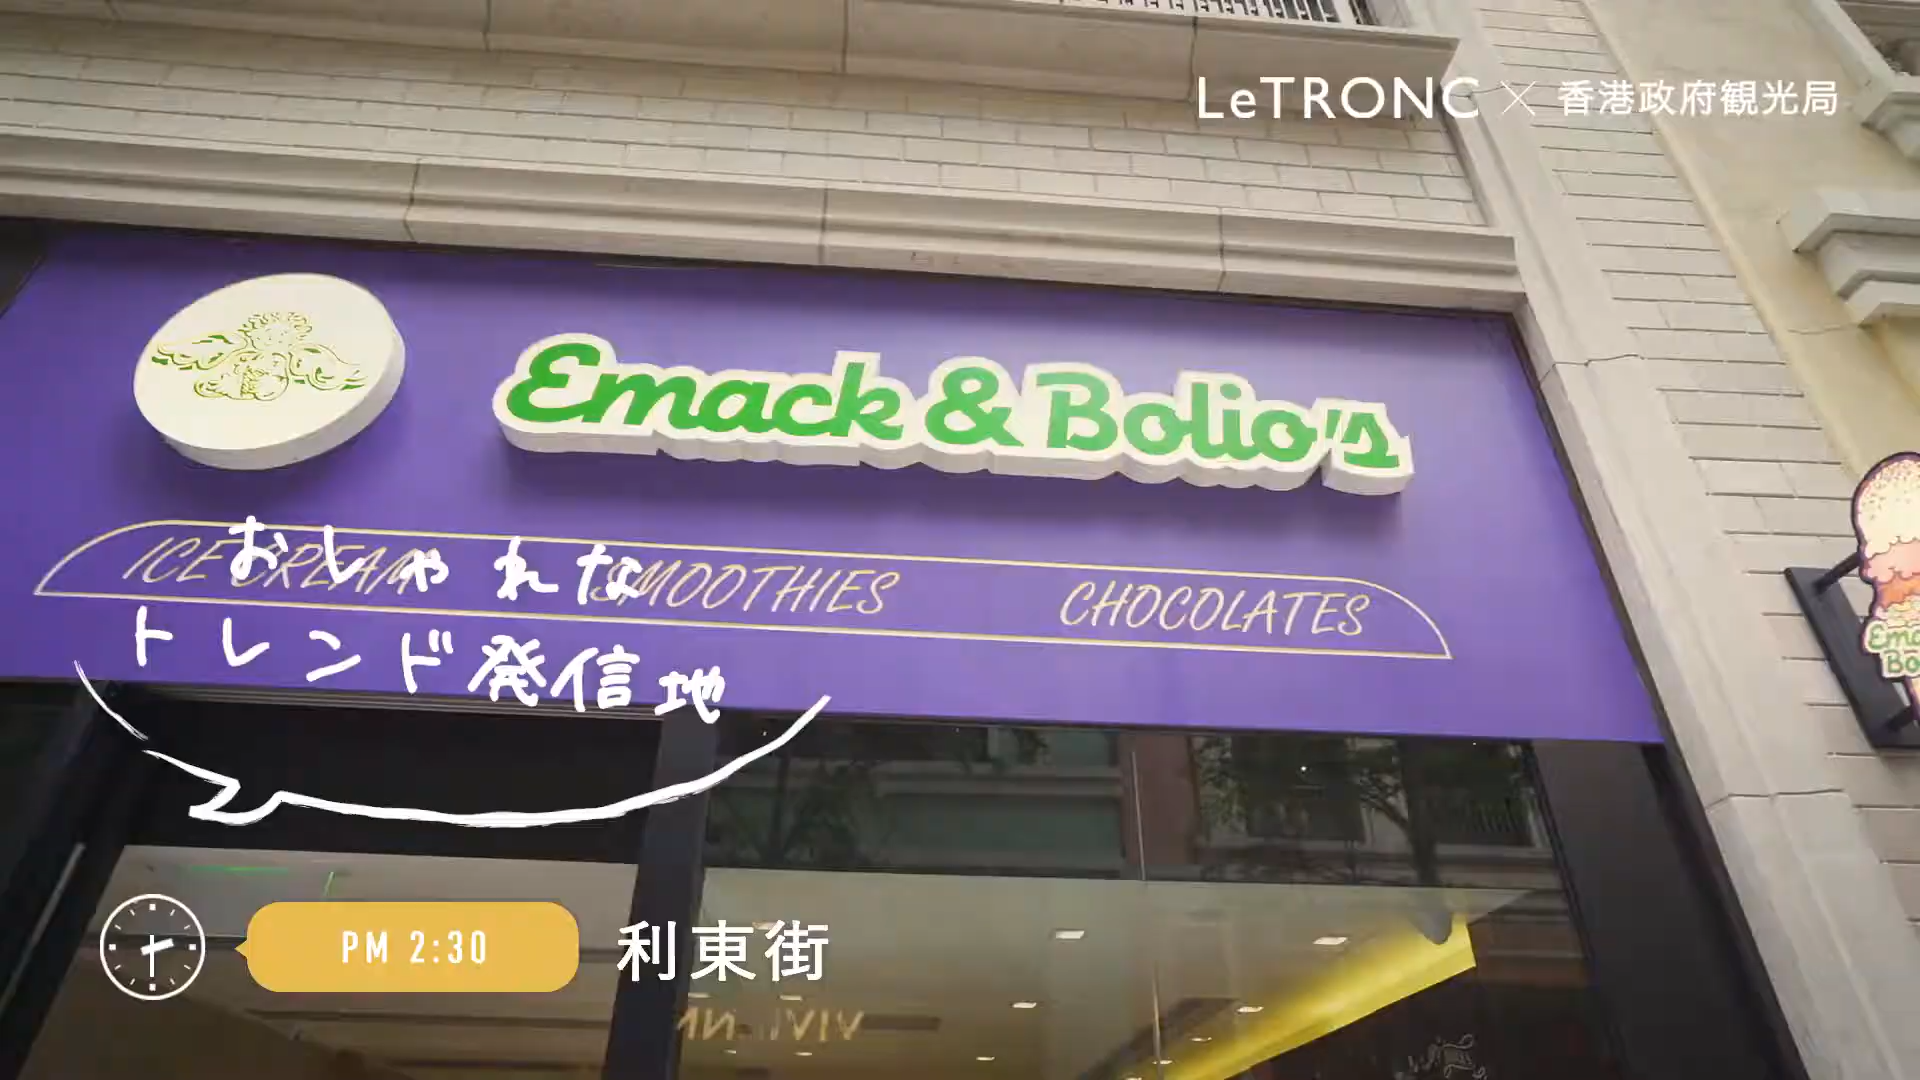 LeTRONC × 香港政府観光局
Emack & Bolio's
ICE CREAM SMOOTHIES CHOCOLATES
おしゃれな
トレンド発信地
PM 2:30 利東街